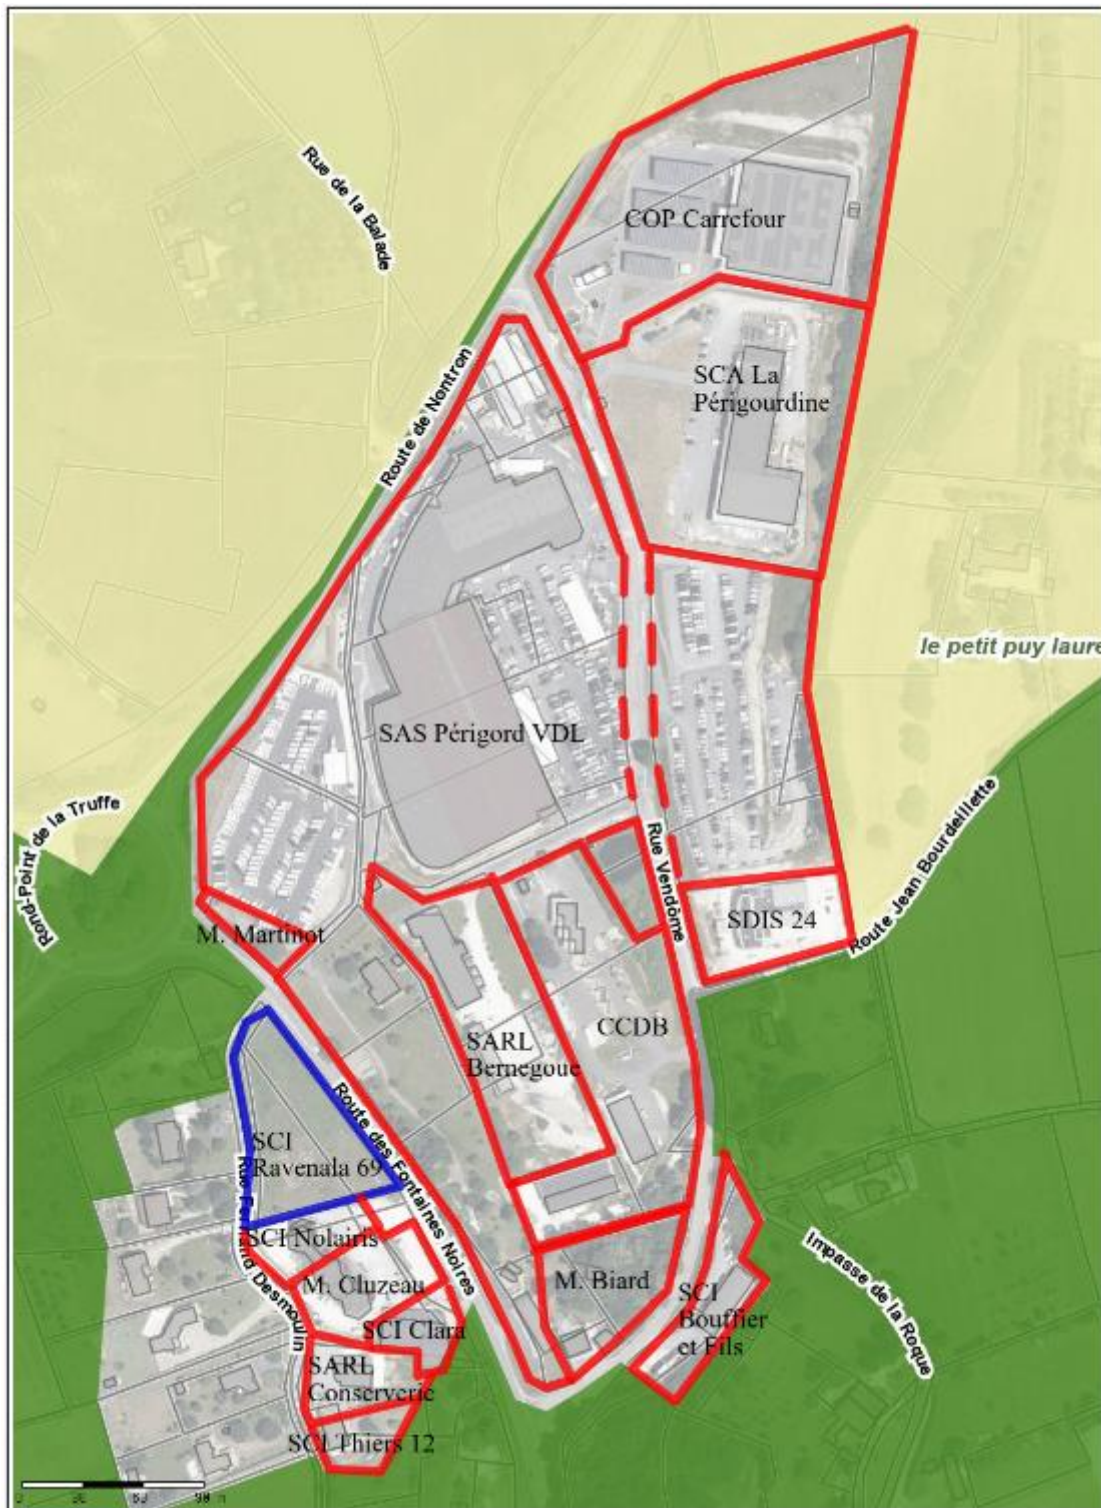 COP Carrefour
Rue de la Balade
SCA La
Périgourdine
Route de Nontron
le petit puy laure
SAS Périgord VDL
Rond-Point de la Truffe
Rue Vendôme
Route Jean Bourdeillette
SDIS 24
M. Martinot
CCDB
SARL
Bernegoue
Route des Fontaines Noires
SCI
Ravenala 69
SCI Nolairis
Desmoulin
M. Cluzeau
M. Biard
SCI
Bouffier
et Fils
Impasse de la Roque
SCI Clara
SARL
Conserverie
SCI Thiers 12
0